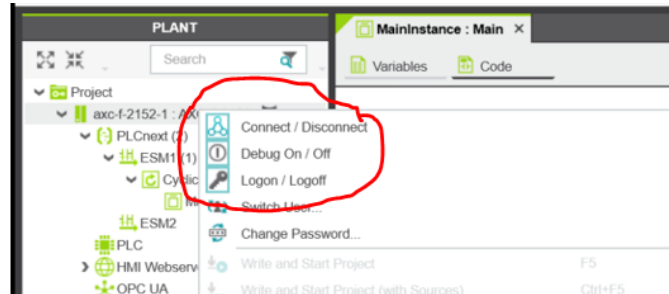 PLANT
MainInstance : Main ×
Search
Variables
Code
Project
axc-f-2152-1 : AX
Connect / Disconnect
PLCnext (2)
Debug On / Off
ESM1 (1)
Cyclic
Logon / Logoff
M
Switch User...
ESM2
Change Password...
PLC
HMI Webserv
Write and Start Project F5
OPC UA
Write and Start Project (with Sources) Ctrl+F5